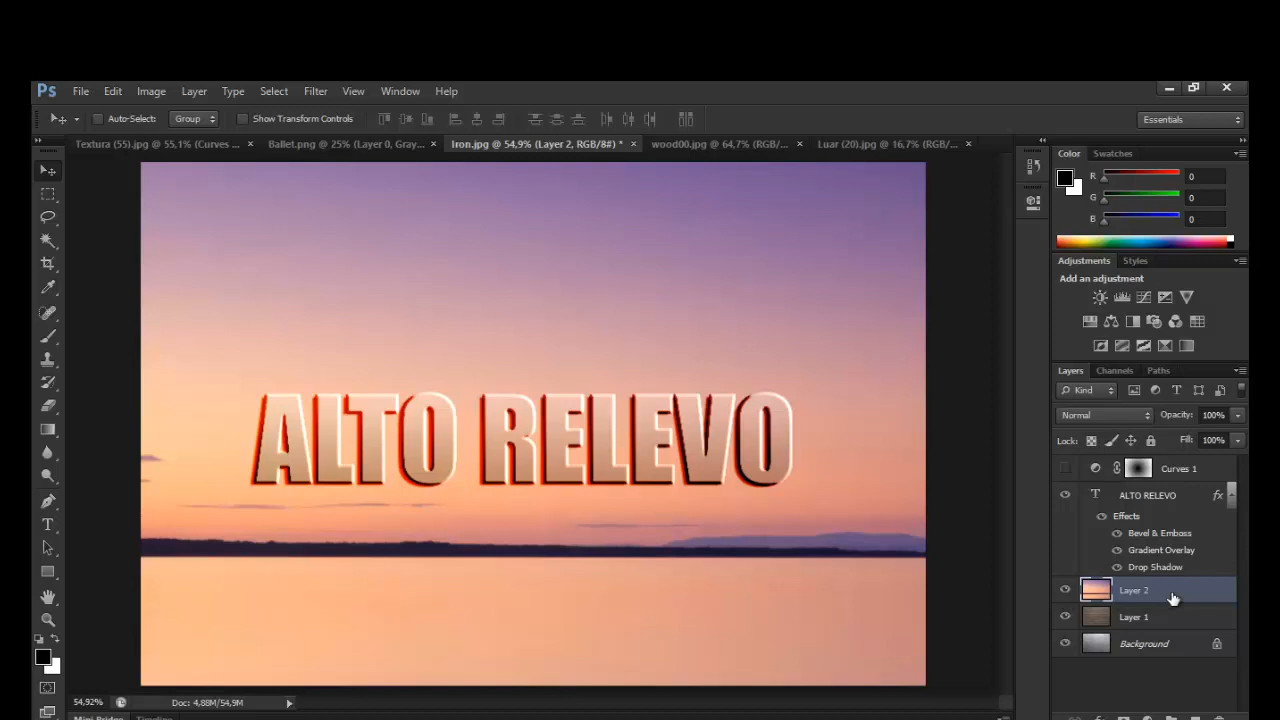 Ps File Edit Image Layer Type Select Filter View Window Help
Auto-Select: Group Show Transform Controls Essentials
Textura (55).jpg @ 55,1% (Curves ... × Ballet.png @ 25% (Layer 0, Gray... × Iron.jpg @ 54,9% (Layer 2, RGB/8#) * × wood00.jpg @ 64,7% (RGB/... × Luar (20).jpg @ 16,7% (RGB/... ×
Color Swatches
R 0
G 0
B 0
Adjustments Styles
Add an adjustment
Layers Channels Paths
Kind
Normal Opacity: 100%
Lock: Fill: 100%
Curves 1
T ALTO RELEVO fx
Effects
Bevel & Emboss
Gradient Overlay
Drop Shadow
Layer 2
Layer 1
Background
ALTO RELEVO
54,92% Doc: 4,88M/54,9M
Mini Bridge Timeline